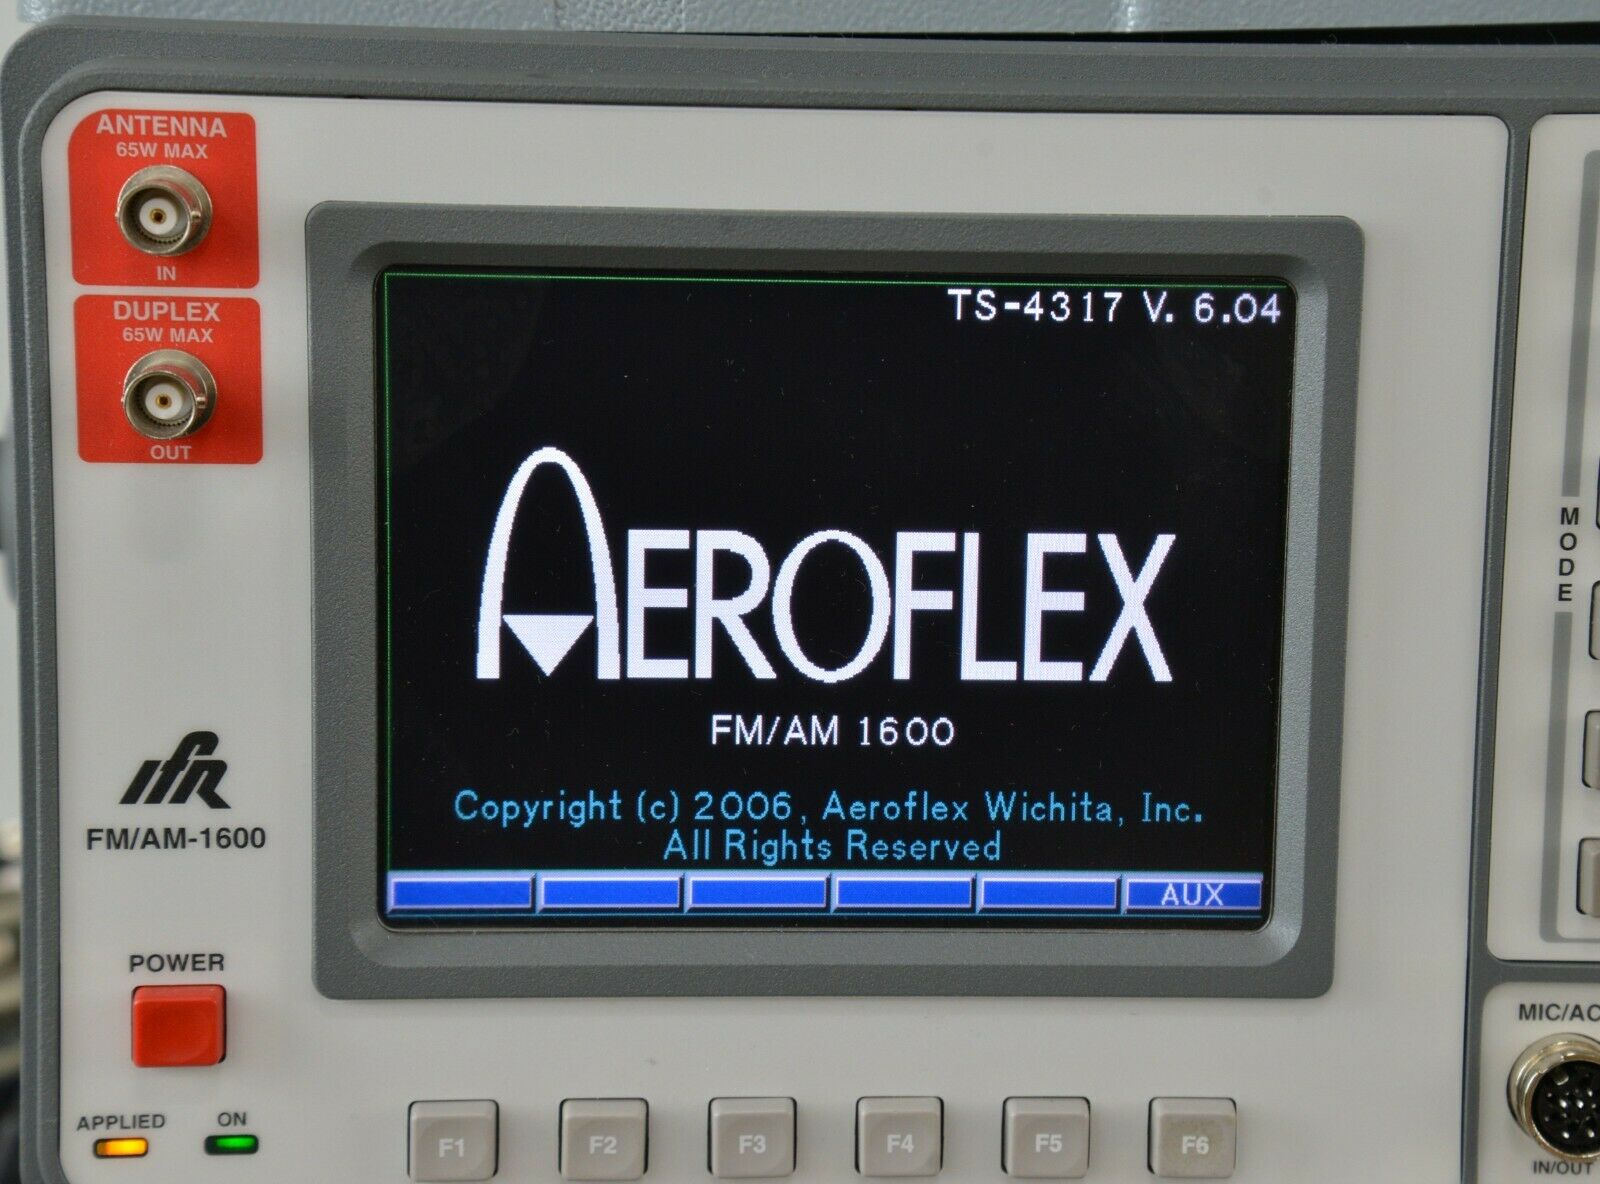 ANTENNA
65W MAX
IN
DUPLEX
65W MAX
OUT
TS-4317 V. 6.04
AEROFLEX
FM/AM 1600
Copyright (c) 2006, Aeroflex Wichita, Inc.
All Rights Reserved
AUX
IFR
FM/AM-1600
POWER
APPLIED
ON
F1
F2
F3
F4
F5
F6
MODE
MIC/AC
IN/OUT